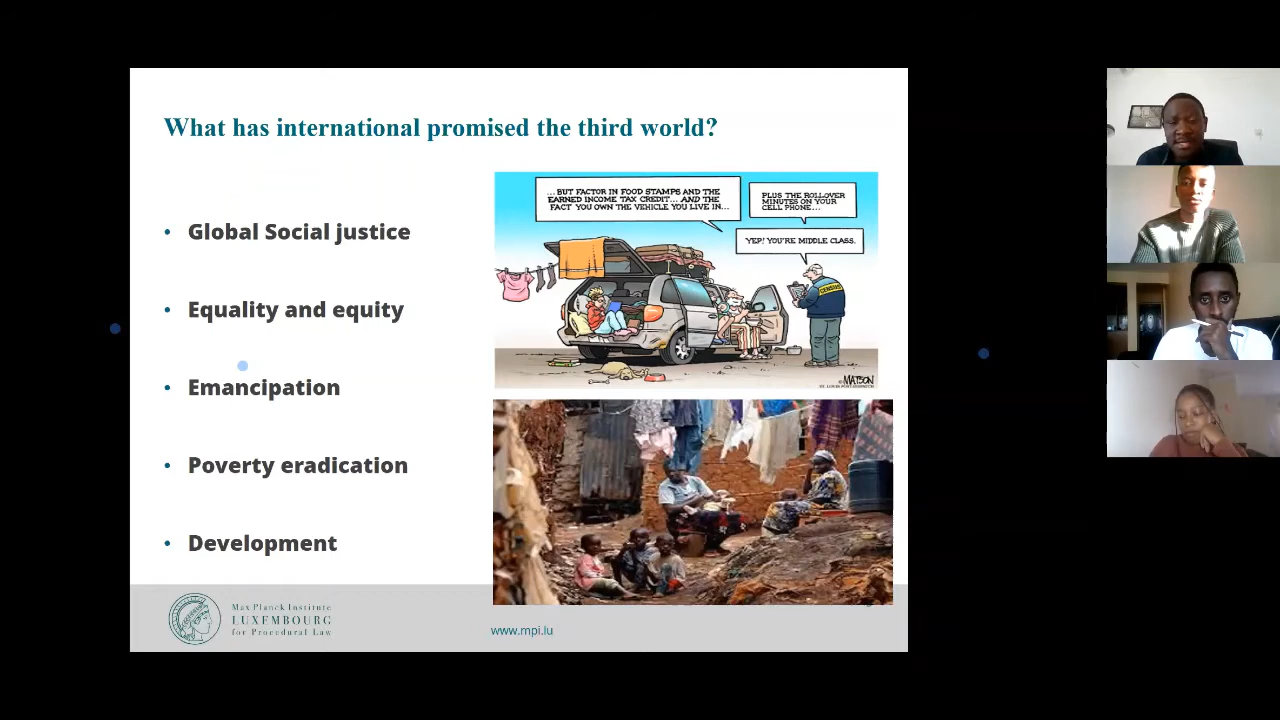 What has international promised the third world?
• Global Social justice
• Equality and equity
• Emancipation
• Poverty eradication
• Development
...BUT FACTOR IN FOOD STAMPS AND THE
EARNED INCOME TAX CREDIT...AND THE
FACT YOU OWN THE VEHICLE YOU LIVE IN...
PLUS THE ROLLOVER
MINUTES ON YOUR
CELL PHONE...
YEP! YOU'RE MIDDLE CLASS.
CENSUS
MATSON
Max Planck Institute
LUXEMBOURG
for Procedural Law
www.mpi.lu